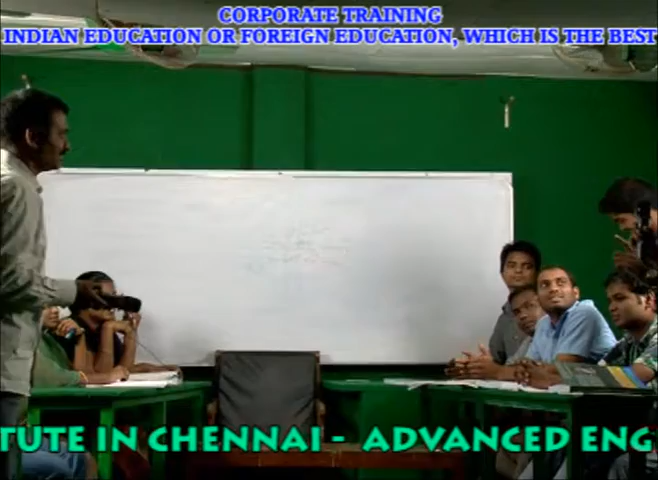 CORPORATE TRAINING
INDIAN EDUCATION OR FOREIGN EDUCATION, WHICH IS THE BEST
TUTE IN CHENNAI - ADVANCED ENG